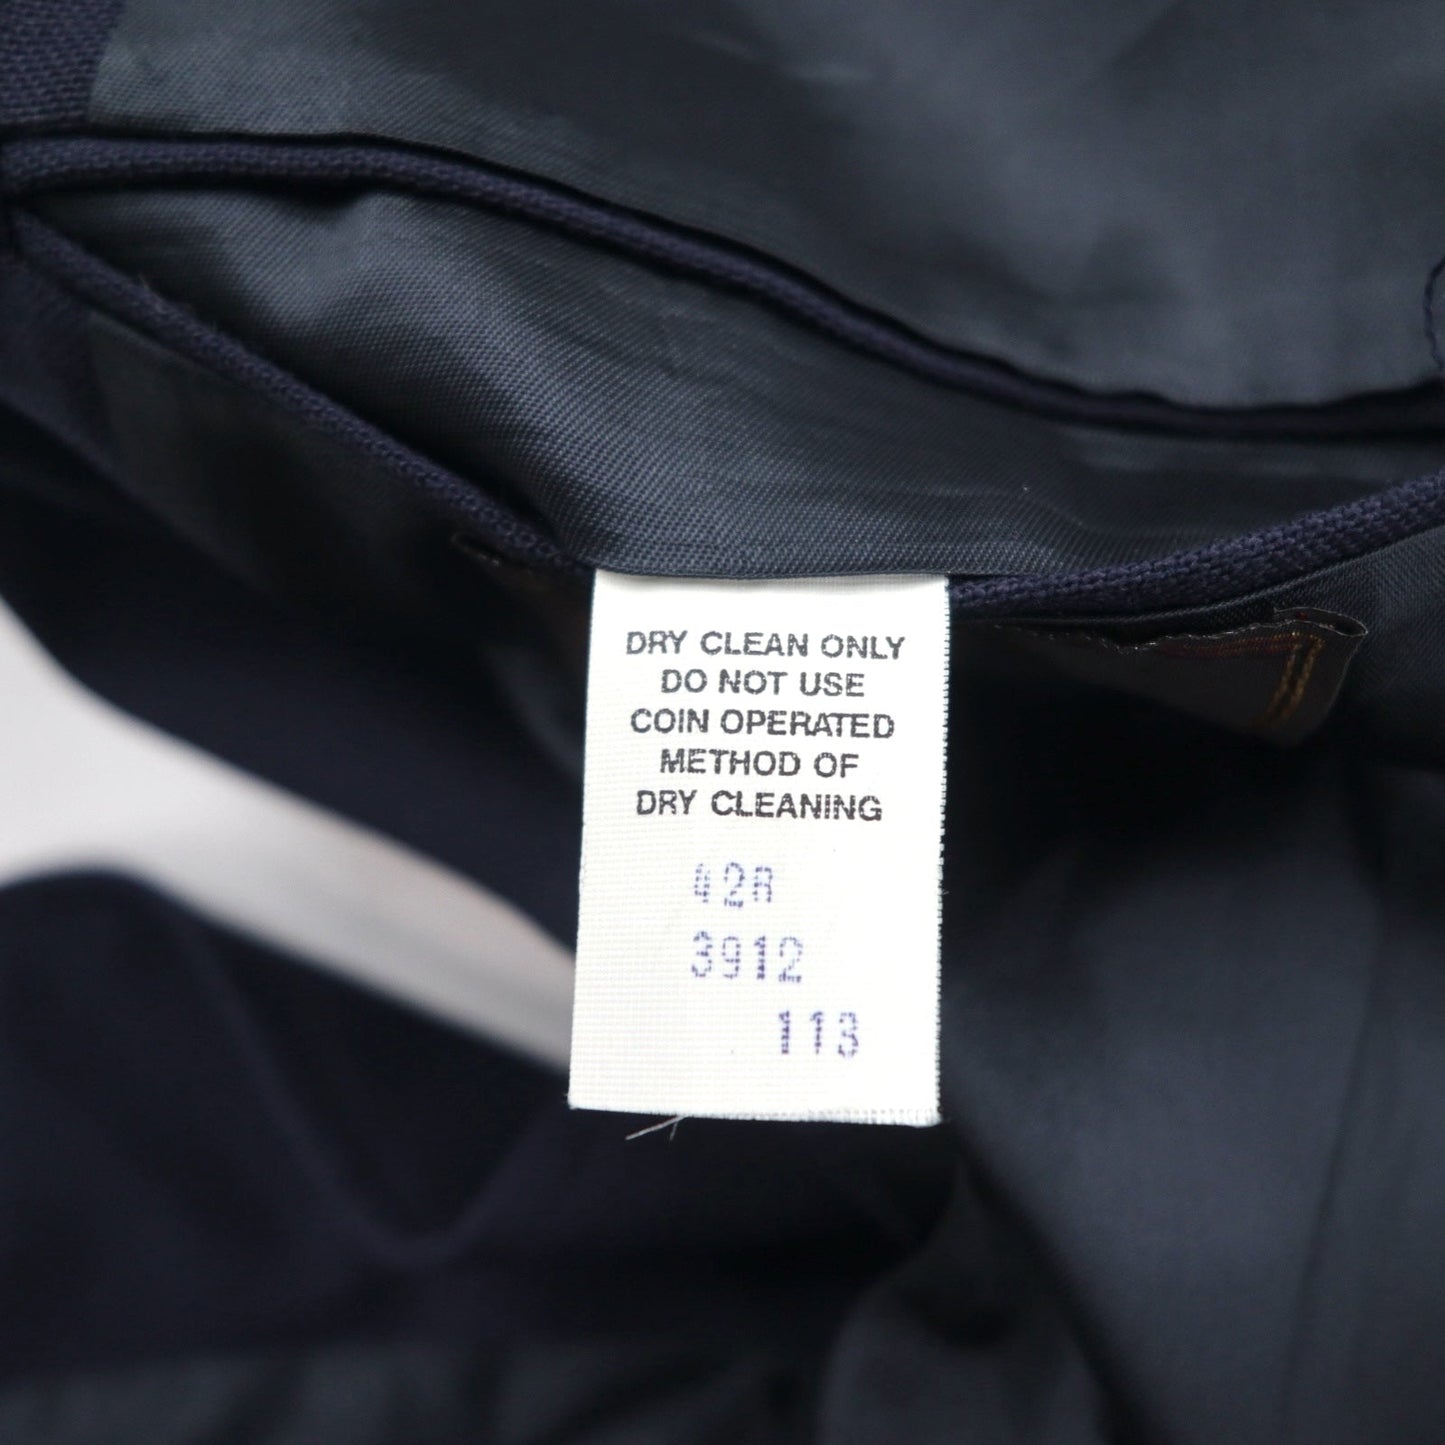 DRY CLEAN ONLY
DO NOT USE
COIN OPERATED
METHOD OF
DRY CLEANING
42R
3912
113